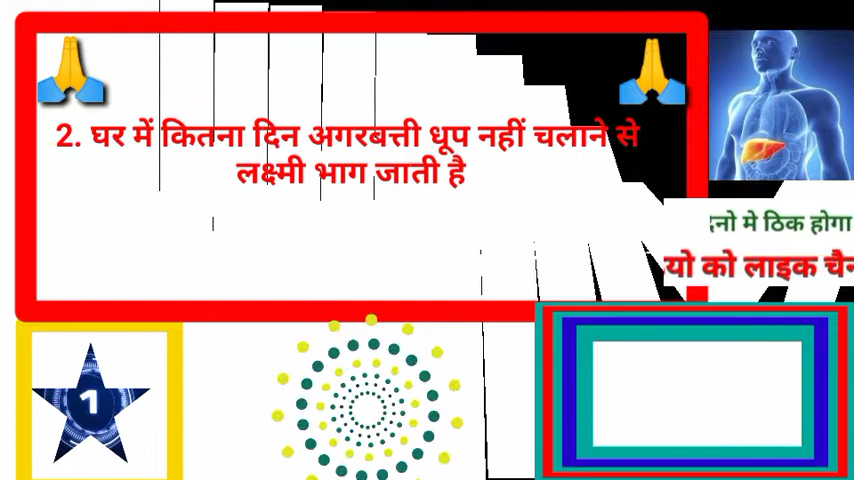 2. घर में कितना दिन अगरबत्ती धूप नहीं चलाने से
लक्ष्मी भाग जाती है
मे ठिक होगा
को लाइक
1